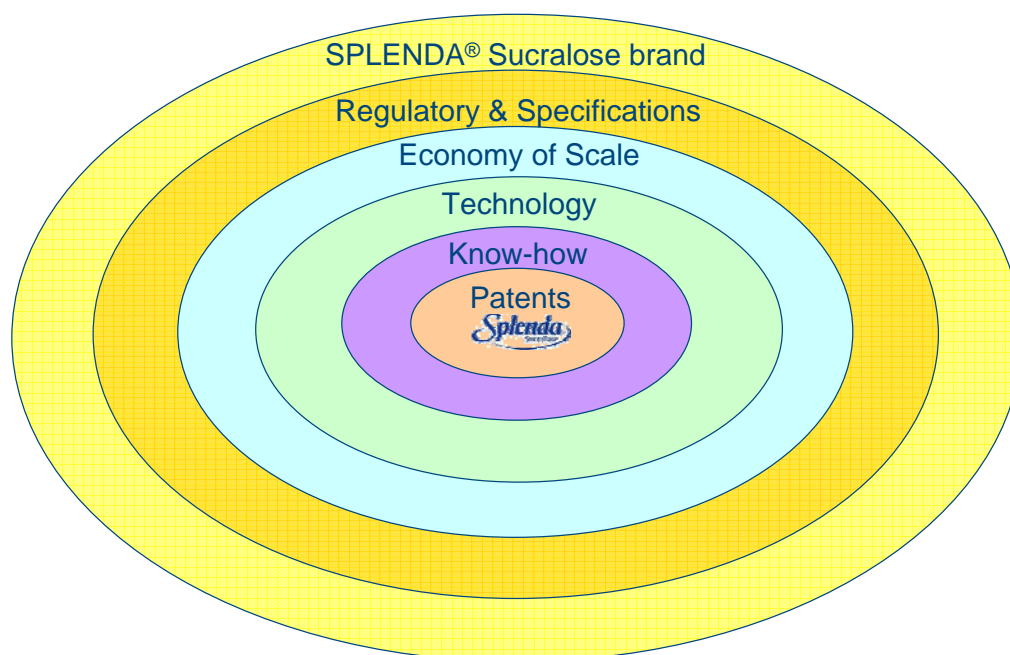 SPLENDA® Sucralose brand
Regulatory & Specifications
Economy of Scale
Technology
Know-how
Patents
Splenda